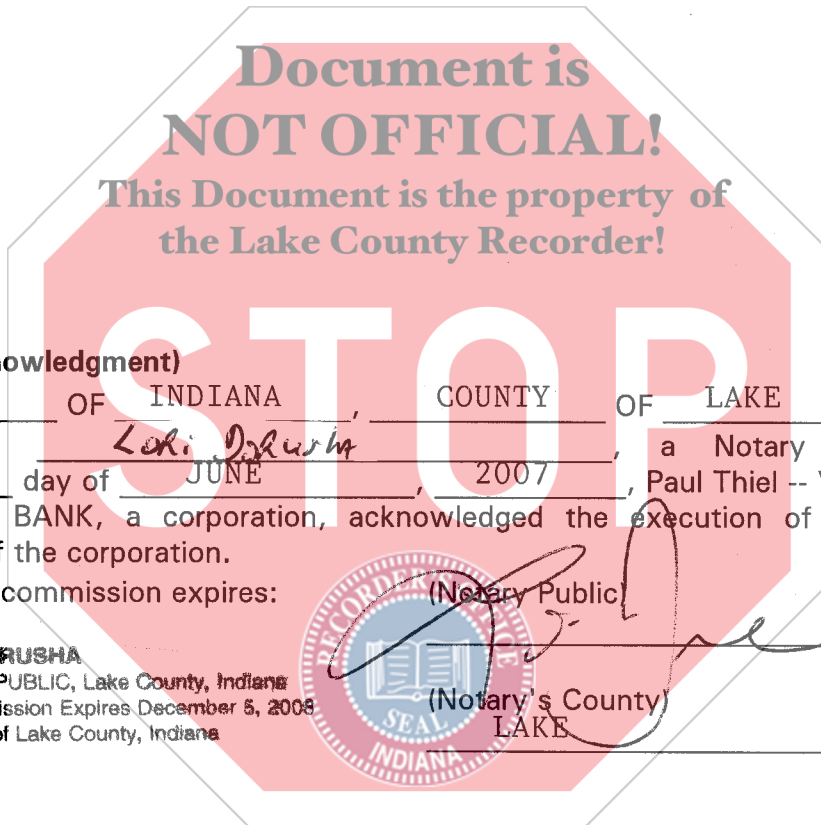 Document is
NOT OFFICIAL!
This Document is the property of
the Lake County Recorder!
STOP
owledgment)
OF INDIANA, COUNTY OF LAKE
Lori Dzrusha, a Notary
day of JUNE, 2007, Paul Thiel -- V
BANK, a corporation, acknowledged the execution of
f the corporation.
commission expires: (Notary Public)
RUSHA
PUBLIC, Lake County, Indiana
ission Expires December 5, 2008
of Lake County, Indiana
(Notary's County)
LAKE
RECORDER OFFICE
SEAL
INDIANA